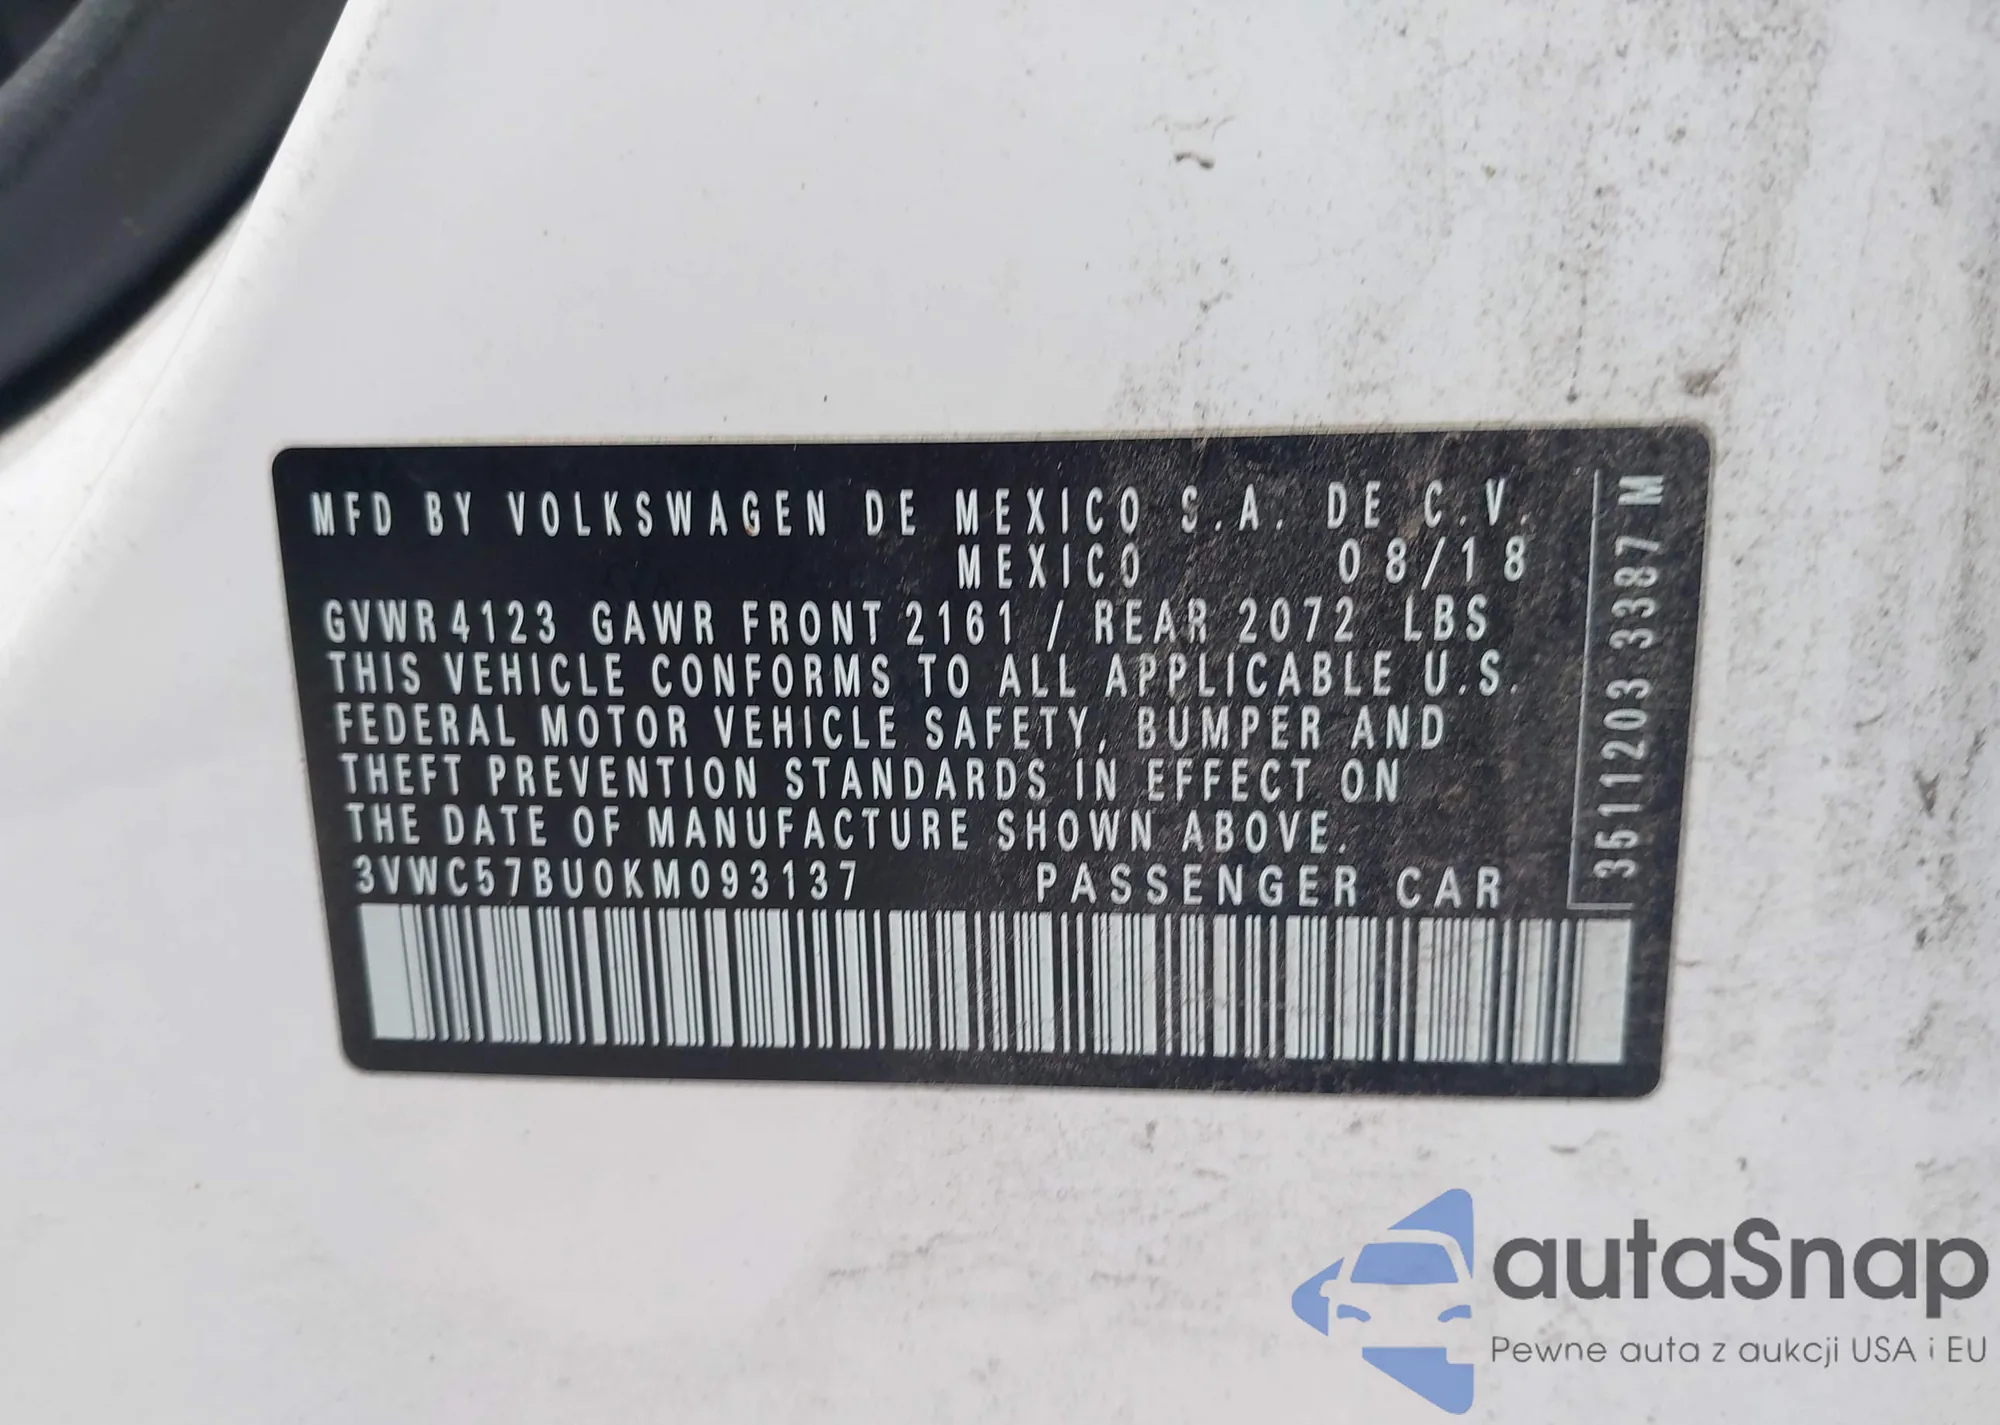 MFD BY VOLKSWAGEN DE MEXICO S.A. DE C.V.
MEXICO 08/18
GVWR 4123 GAWR FRONT 2161 / REAR 2072 LBS
THIS VEHICLE CONFORMS TO ALL APPLICABLE U.S.
FEDERAL MOTOR VEHICLE SAFETY, BUMPER AND
THEFT PREVENTION STANDARDS IN EFFECT ON
THE DATE OF MANUFACTURE SHOWN ABOVE.
3VWC57BU0KM093137 PASSENGER CAR
3511203 3387 M
autaSnap
Pewne auta z aukcji USA i EU